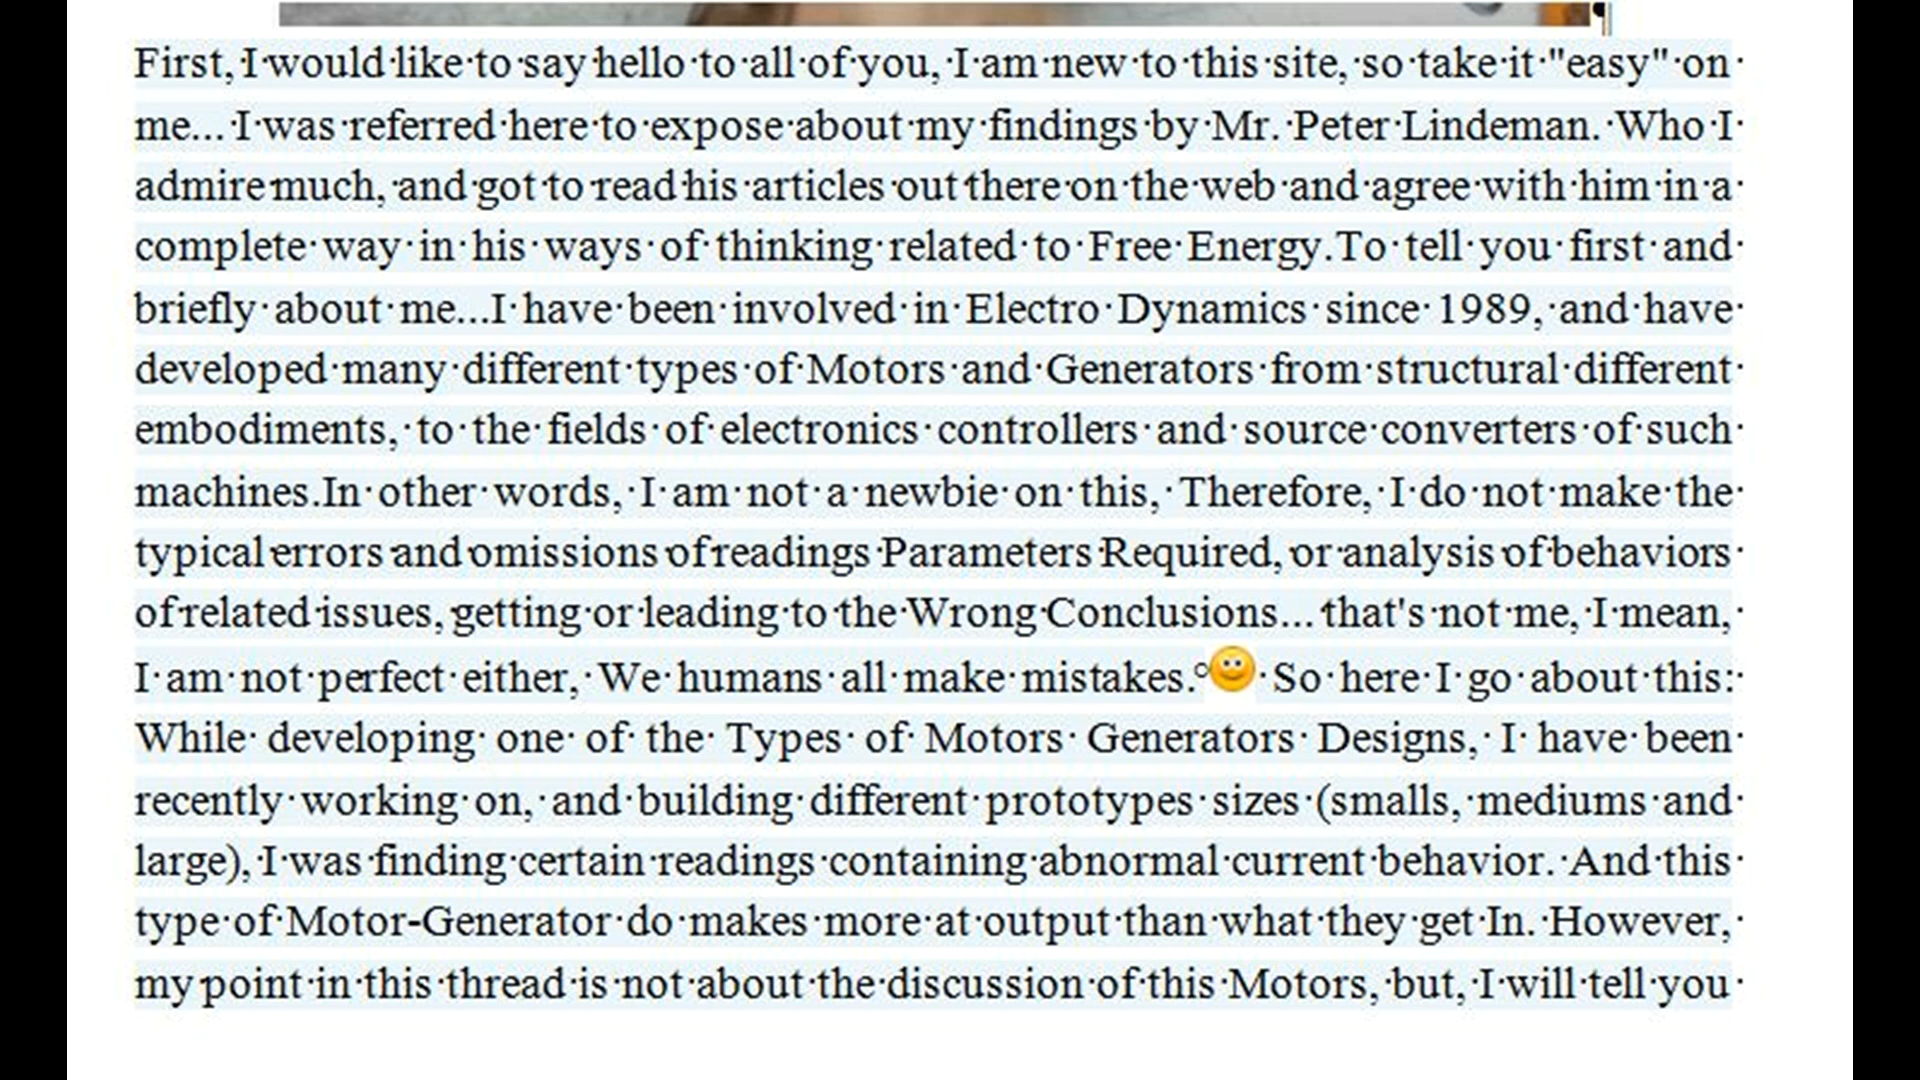 First, I would like to say hello to all of you, I am new to this site, so take it "easy" on
me... I was referred here to expose about my findings by Mr. Peter Lindeman. Who I
admire much, and got to read his articles out there on the web and agree with him in a
complete way in his ways of thinking related to Free Energy.To tell you first and
briefly about me...I have been involved in Electro Dynamics since 1989, and have
developed many different types of Motors and Generators from structural different
embodiments, to the fields of electronics controllers and source converters of such
machines.In other words, I am not a newbie on this, Therefore, I do not make the
typical errors and omissions of readings Parameters Required, or analysis of behaviors
of related issues, getting or leading to the Wrong Conclusions... that's not me, I mean,
I am not perfect either, We humans all make mistakes. So here I go about this:
While developing one of the Types of Motors Generators Designs, I have been
recently working on, and building different prototypes sizes (smalls, mediums and
large), I was finding certain readings containing abnormal current behavior. And this
type of Motor-Generator do makes more at output than what they get In. However,
my point in this thread is not about the discussion of this Motors, but, I will tell you